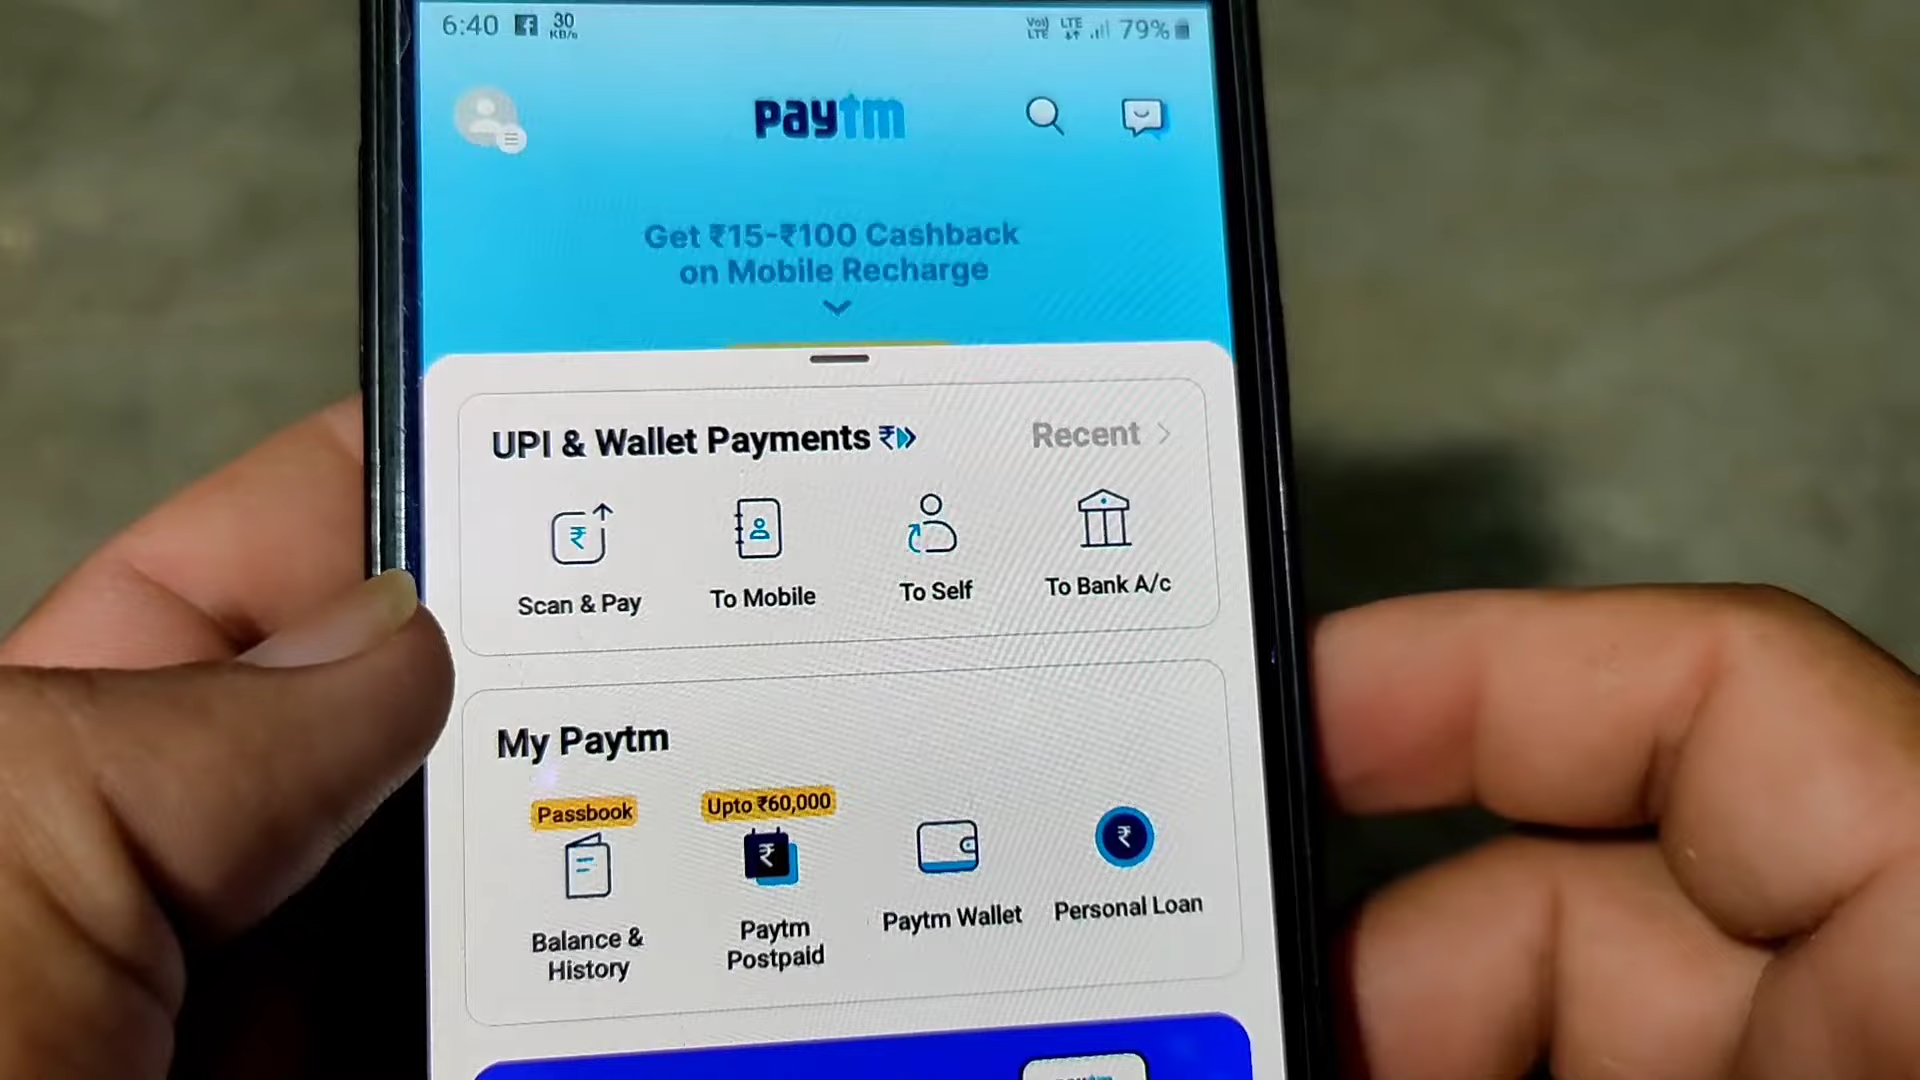 6:40 30 KB/s Vo) LTE LTE 79%
paytm
Get ₹15-₹100 Cashback
on Mobile Recharge
UPI & Wallet Payments Recent
Scan & Pay To Mobile To Self To Bank A/c
My Paytm
Passbook Upto ₹60,000
Balance & History Paytm Postpaid Paytm Wallet Personal Loan